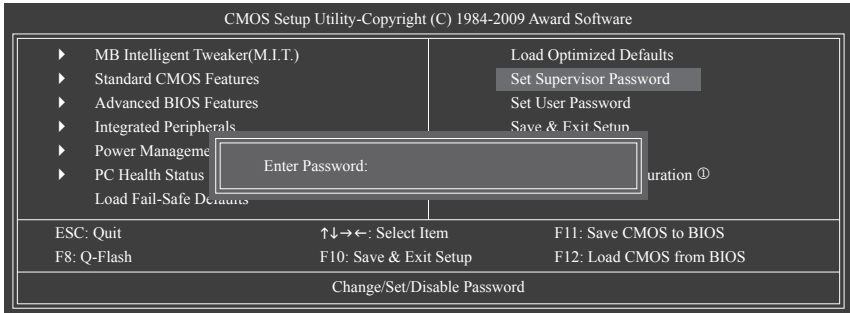 CMOS Setup Utility-Copyright (C) 1984-2009 Award Software
MB Intelligent Tweaker(M.I.T.)
Standard CMOS Features
Advanced BIOS Features
Integrated Peripherals
Power
PC Health Status
Load Fail-Safe Defaults
Load Optimized Defaults
Set Supervisor Password
Set User Password
Save & Exit Setup
①
Enter Password:
ESC: Quit ↑↓→←: Select Item F11: Save CMOS to BIOS
F8: Q-Flash F10: Save & Exit Setup F12: Load CMOS from BIOS
Change/Set/Disable Password